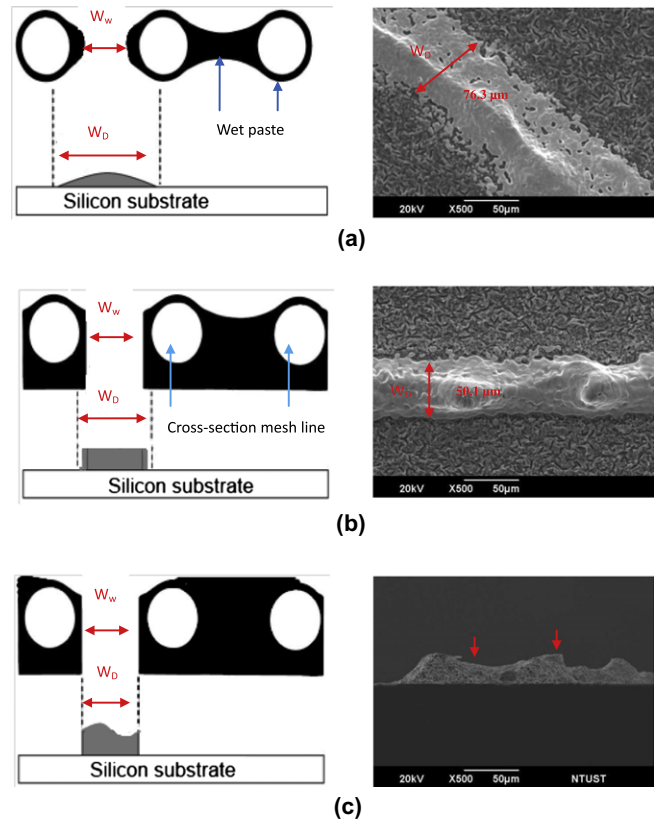 W_w
W_D
Wet paste
Silicon substrate
W_D
76.3 µm
20kV X500 50µm
(a)
W_w
W_D
Cross-section mesh line
Silicon substrate
50.1 µm
20kV X500 50µm
(b)
W_w
W_D
Silicon substrate
20kV X500 50µm NTUST
(c)